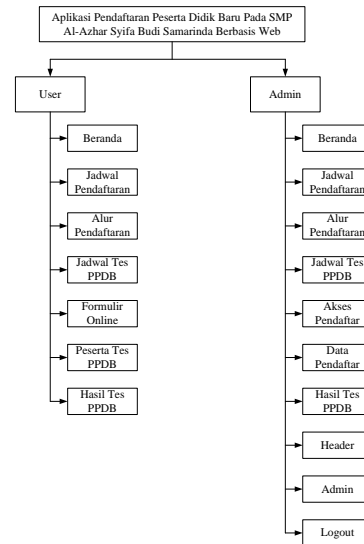 Aplikasi Pendaftaran Peserta Didik Baru Pada SMP
Al-Azhar Syifa Budi Samarinda Berbasis Web
User
Beranda
Jadwal
Pendaftaran
Alur
Pendaftaran
Jadwal Tes
PPDB
Formulir
Online
Peserta Tes
PPDB
Hasil Tes
PPDB
Admin
Beranda
Jadwal
Pendaftaran
Alur
Pendaftaran
Jadwal Tes
PPDB
Akses
Pendaftar
Data
Pendaftar
Hasil Tes
PPDB
Header
Admin
Logout